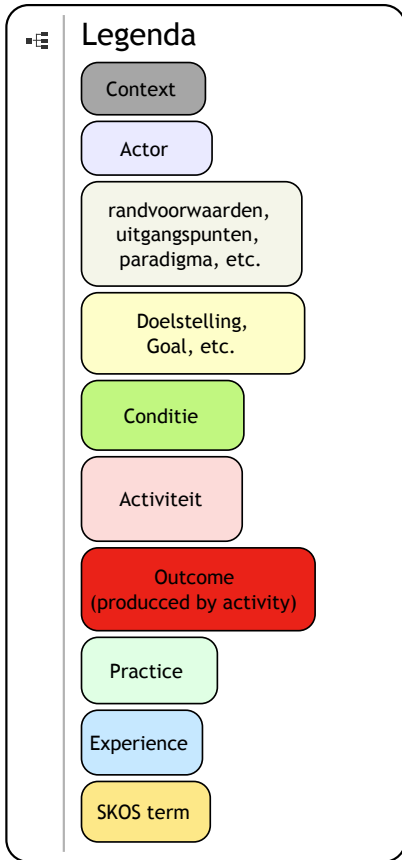 Legenda
Context
Actor
randvoorwaarden,
uitgangspunten,
paradigma, etc.
Doelstelling,
Goal, etc.
Conditie
Activiteit
Outcome
(producced by activity)
Practice
Experience
SKOS term